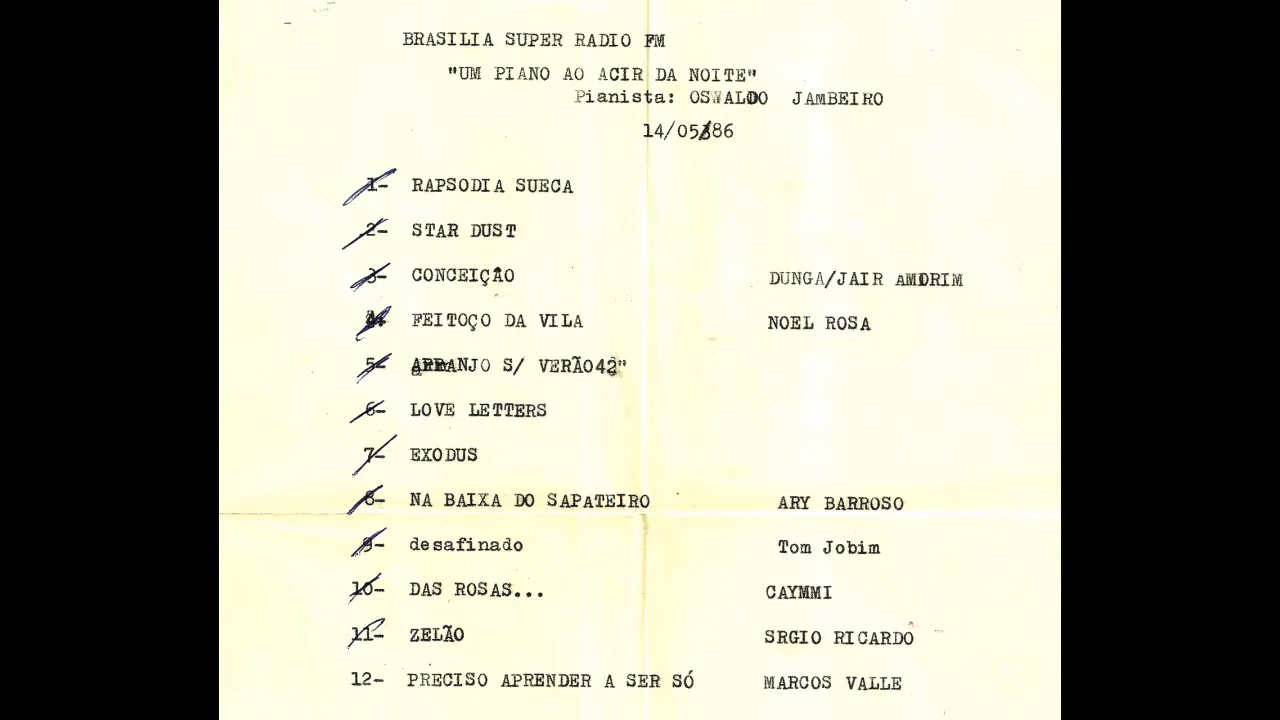 BRASILIA SUPER RADIO FM
"UM PIANO AO ACIR DA NOITE"
Pianista: OSWALDO JAmBEIRO
14/05/86
1- RAPSODIA SUECA
2- STAR DUST
3- CONCEIÇÃO DUNGA/JAIR AMORIM
4- FEITOÇO DA VILA NOEL ROSA
5- ARRANJO S/ VERÃO42"
6- LOVE LETTERS
7- EXODUS
8- NA BAIXA DO SAPATEIRO ARY BARROSO
9- desafinado Tom Jobim
10- DAS ROSAS... CAYMMI
11- ZELÃO SRGIO RICARDO
12- PRECISO APRENDER A SER SÓ MARCOS VALLE